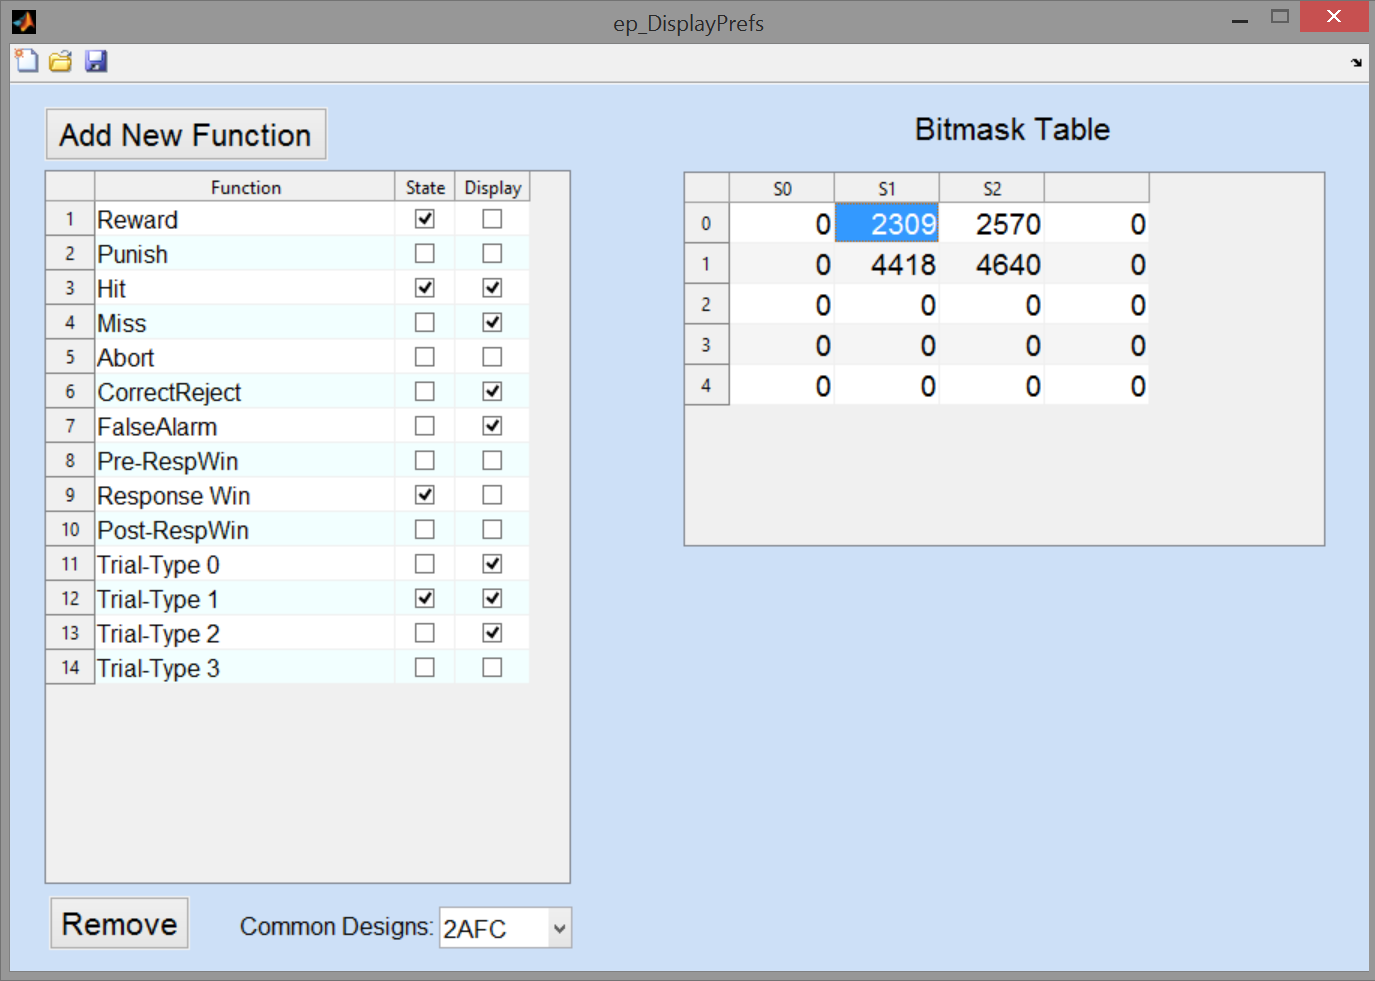 ep_DisplayPrefs
Add New Function
Function State Display
1 Reward
2 Punish
3 Hit
4 Miss
5 Abort
6 CorrectReject
7 FalseAlarm
8 Pre-RespWin
9 Response Win
10 Post-RespWin
11 Trial-Type 0
12 Trial-Type 1
13 Trial-Type 2
14 Trial-Type 3
Remove
Common Designs: 2AFC
Bitmask Table
S0 S1 S2
0 0 2309 2570 0
1 0 4418 4640 0
2 0 0 0 0
3 0 0 0 0
4 0 0 0 0